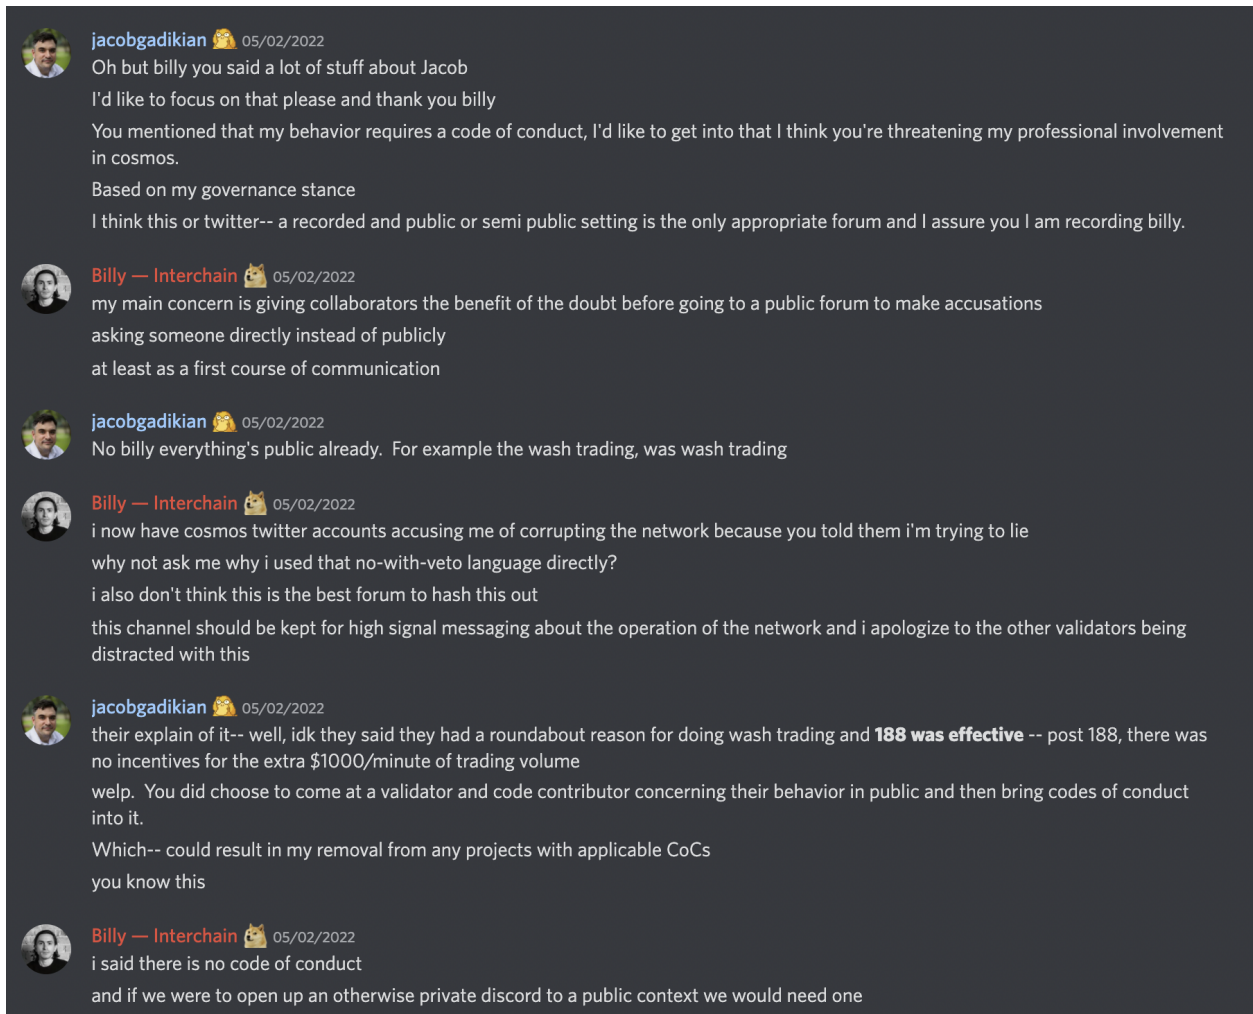 jacobgadikian 05/02/2022
Oh but billy you said a lot of stuff about Jacob
I'd like to focus on that please and thank you billy
You mentioned that my behavior requires a code of conduct, I'd like to get into that I think you're threatening my professional involvement
in cosmos.
Based on my governance stance
I think this or twitter-- a recorded and public or semi public setting is the only appropriate forum and I assure you I am recording billy.
Billy — Interchain 05/02/2022
my main concern is giving collaborators the benefit of the doubt before going to a public forum to make accusations
asking someone directly instead of publicly
at least as a first course of communication
jacobgadikian 05/02/2022
No billy everything's public already.  For example the wash trading, was wash trading
Billy — Interchain 05/02/2022
i now have cosmos twitter accounts accusing me of corrupting the network because you told them i'm trying to lie
why not ask me why i used that no-with-veto language directly?
i also don't think this is the best forum to hash this out
this channel should be kept for high signal messaging about the operation of the network and i apologize to the other validators being
distracted with this
jacobgadikian 05/02/2022
their explain of it-- well, idk they said they had a roundabout reason for doing wash trading and 188 was effective -- post 188, there was
no incentives for the extra $1000/minute of trading volume
welp.  You did choose to come at a validator and code contributor concerning their behavior in public and then bring codes of conduct
into it.
Which-- could result in my removal from any projects with applicable CoCs
you know this
Billy — Interchain 05/02/2022
i said there is no code of conduct
and if we were to open up an otherwise private discord to a public context we would need one